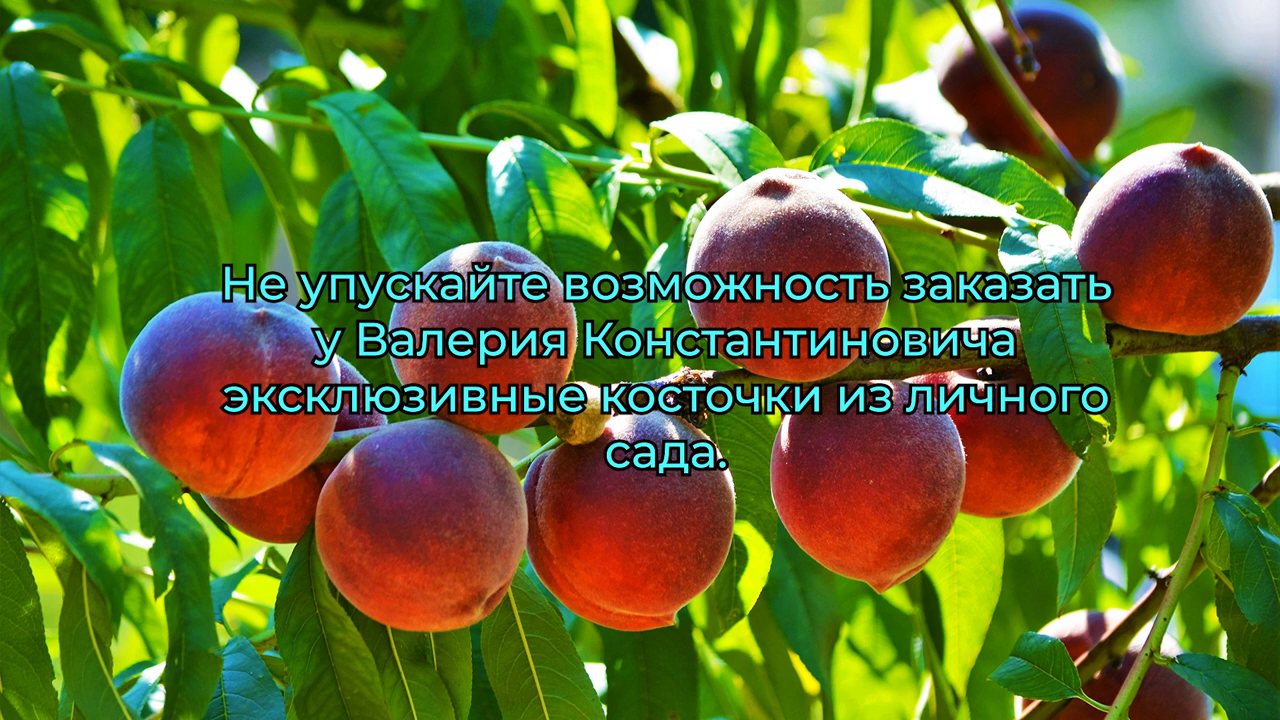 Не упускайте возможность заказать
у Валерия Константиновича
эксклюзивные косточки из личного
сада.